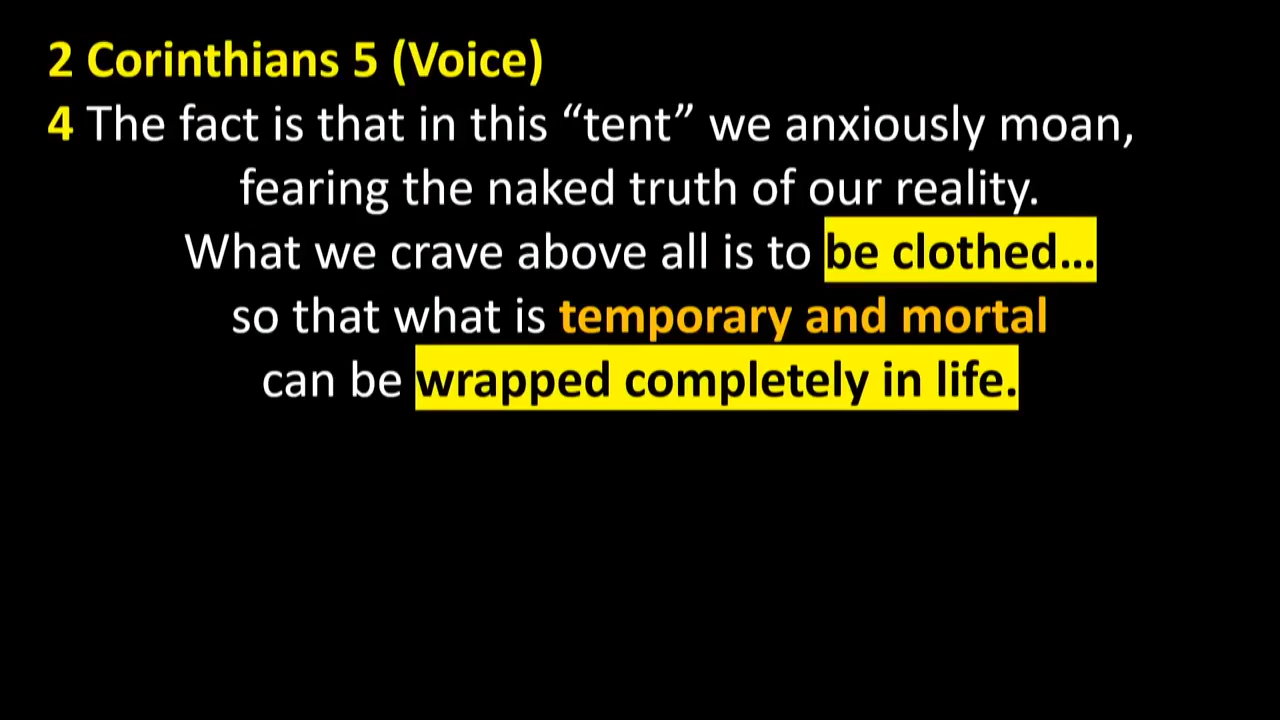 2 Corinthians 5 (Voice)
4 The fact is that in this “tent” we anxiously moan,
fearing the naked truth of our reality.
What we crave above all is to be clothed…
so that what is temporary and mortal
can be wrapped completely in life.